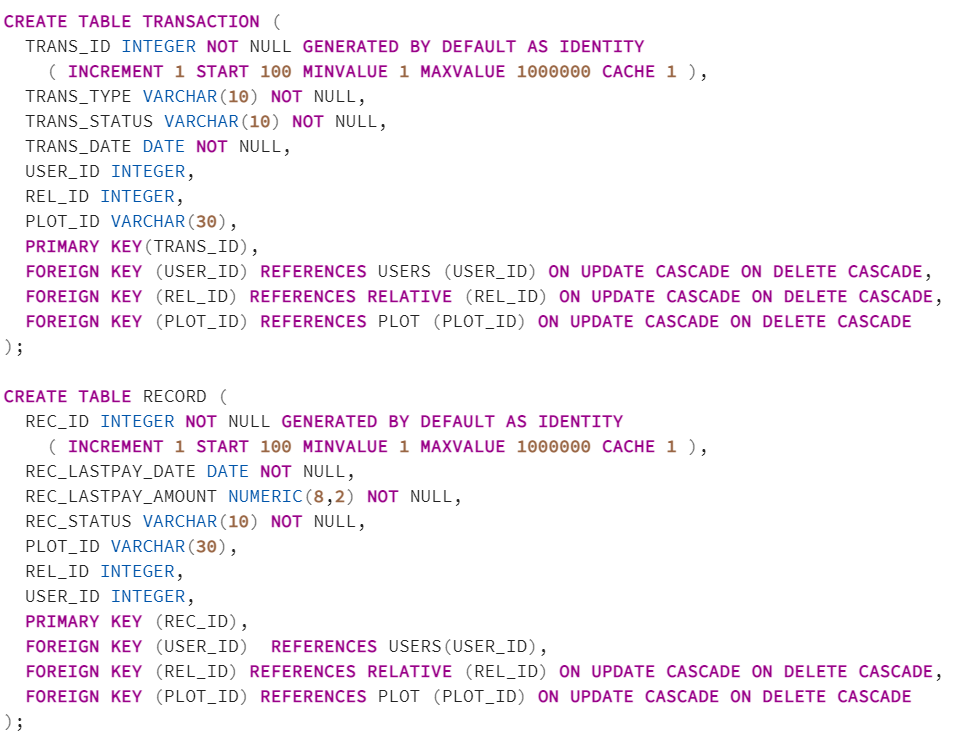 CREATE TABLE TRANSACTION (
  TRANS_ID INTEGER NOT NULL GENERATED BY DEFAULT AS IDENTITY
    ( INCREMENT 1 START 100 MINVALUE 1 MAXVALUE 1000000 CACHE 1 ),
  TRANS_TYPE VARCHAR(10) NOT NULL,
  TRANS_STATUS VARCHAR(10) NOT NULL,
  TRANS_DATE DATE NOT NULL,
  USER_ID INTEGER,
  REL_ID INTEGER,
  PLOT_ID VARCHAR(30),
  PRIMARY KEY(TRANS_ID),
  FOREIGN KEY (USER_ID) REFERENCES USERS (USER_ID) ON UPDATE CASCADE ON DELETE CASCADE,
  FOREIGN KEY (REL_ID) REFERENCES RELATIVE (REL_ID) ON UPDATE CASCADE ON DELETE CASCADE,
  FOREIGN KEY (PLOT_ID) REFERENCES PLOT (PLOT_ID) ON UPDATE CASCADE ON DELETE CASCADE
);

CREATE TABLE RECORD (
  REC_ID INTEGER NOT NULL GENERATED BY DEFAULT AS IDENTITY
    ( INCREMENT 1 START 100 MINVALUE 1 MAXVALUE 1000000 CACHE 1 ),
  REC_LASTPAY_DATE DATE NOT NULL,
  REC_LASTPAY_AMOUNT NUMERIC(8,2) NOT NULL,
  REC_STATUS VARCHAR(10) NOT NULL,
  PLOT_ID VARCHAR(30),
  REL_ID INTEGER,
  USER_ID INTEGER,
  PRIMARY KEY (REC_ID),
  FOREIGN KEY (USER_ID)  REFERENCES USERS(USER_ID),
  FOREIGN KEY (REL_ID) REFERENCES RELATIVE (REL_ID) ON UPDATE CASCADE ON DELETE CASCADE,
  FOREIGN KEY (PLOT_ID) REFERENCES PLOT (PLOT_ID) ON UPDATE CASCADE ON DELETE CASCADE
);